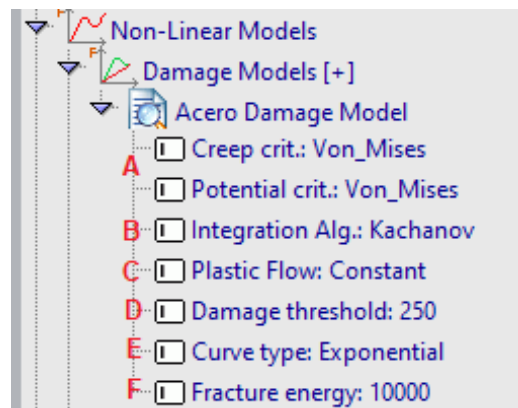 F
Non-Linear Models
F
Damage Models [+]
Acero Damage Model
A
Creep crit.: Von_Mises
Potential crit.: Von_Mises
B Integration Alg.: Kachanov
C Plastic Flow: Constant
D Damage threshold: 250
E Curve type: Exponential
F Fracture energy: 10000